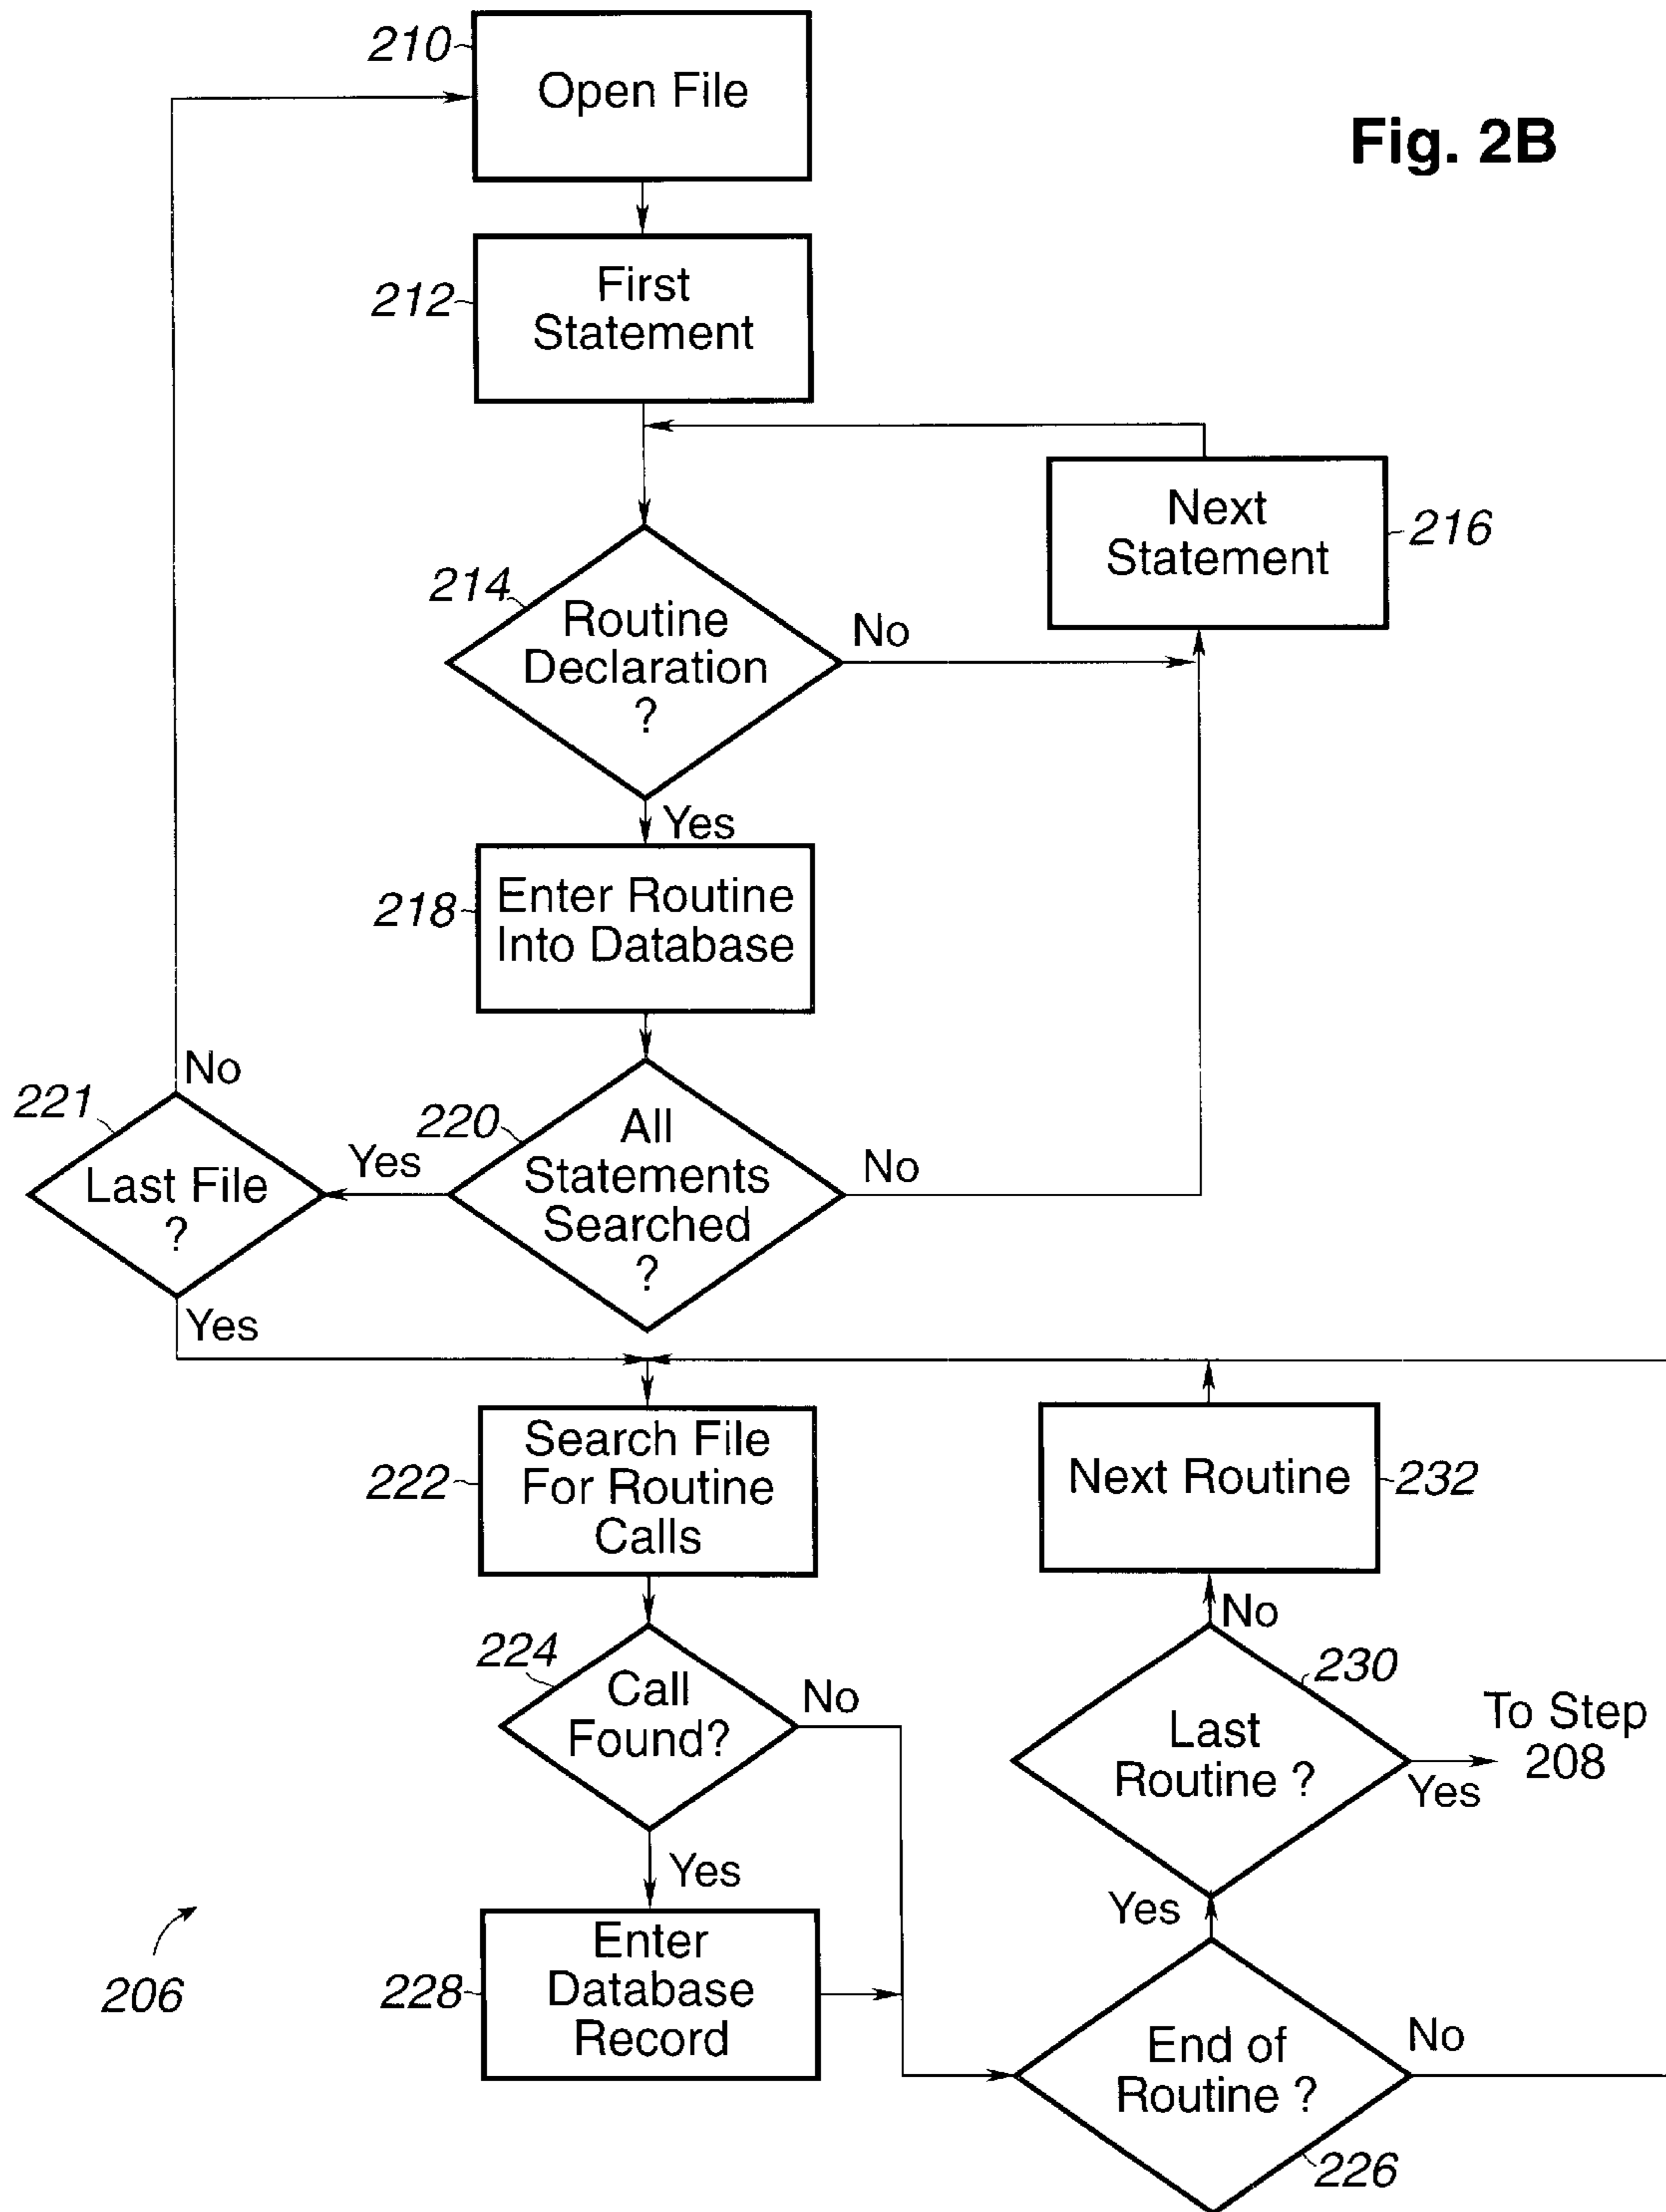 210
Open File
Fig. 2B
212
First
Statement
Next
Statement
216
214
Routine
Declaration
?
No
Yes
218
Enter Routine
Into Database
No
221
Last File
?
Yes
220
All
Statements
Searched
?
No
Yes
222
Search File
For Routine
Calls
Next Routine
232
No
224
Call
Found?
No
230
Last
Routine ?
To Step
208
Yes
Yes
Yes
206
228
Enter
Database
Record
End of
Routine ?
No
226